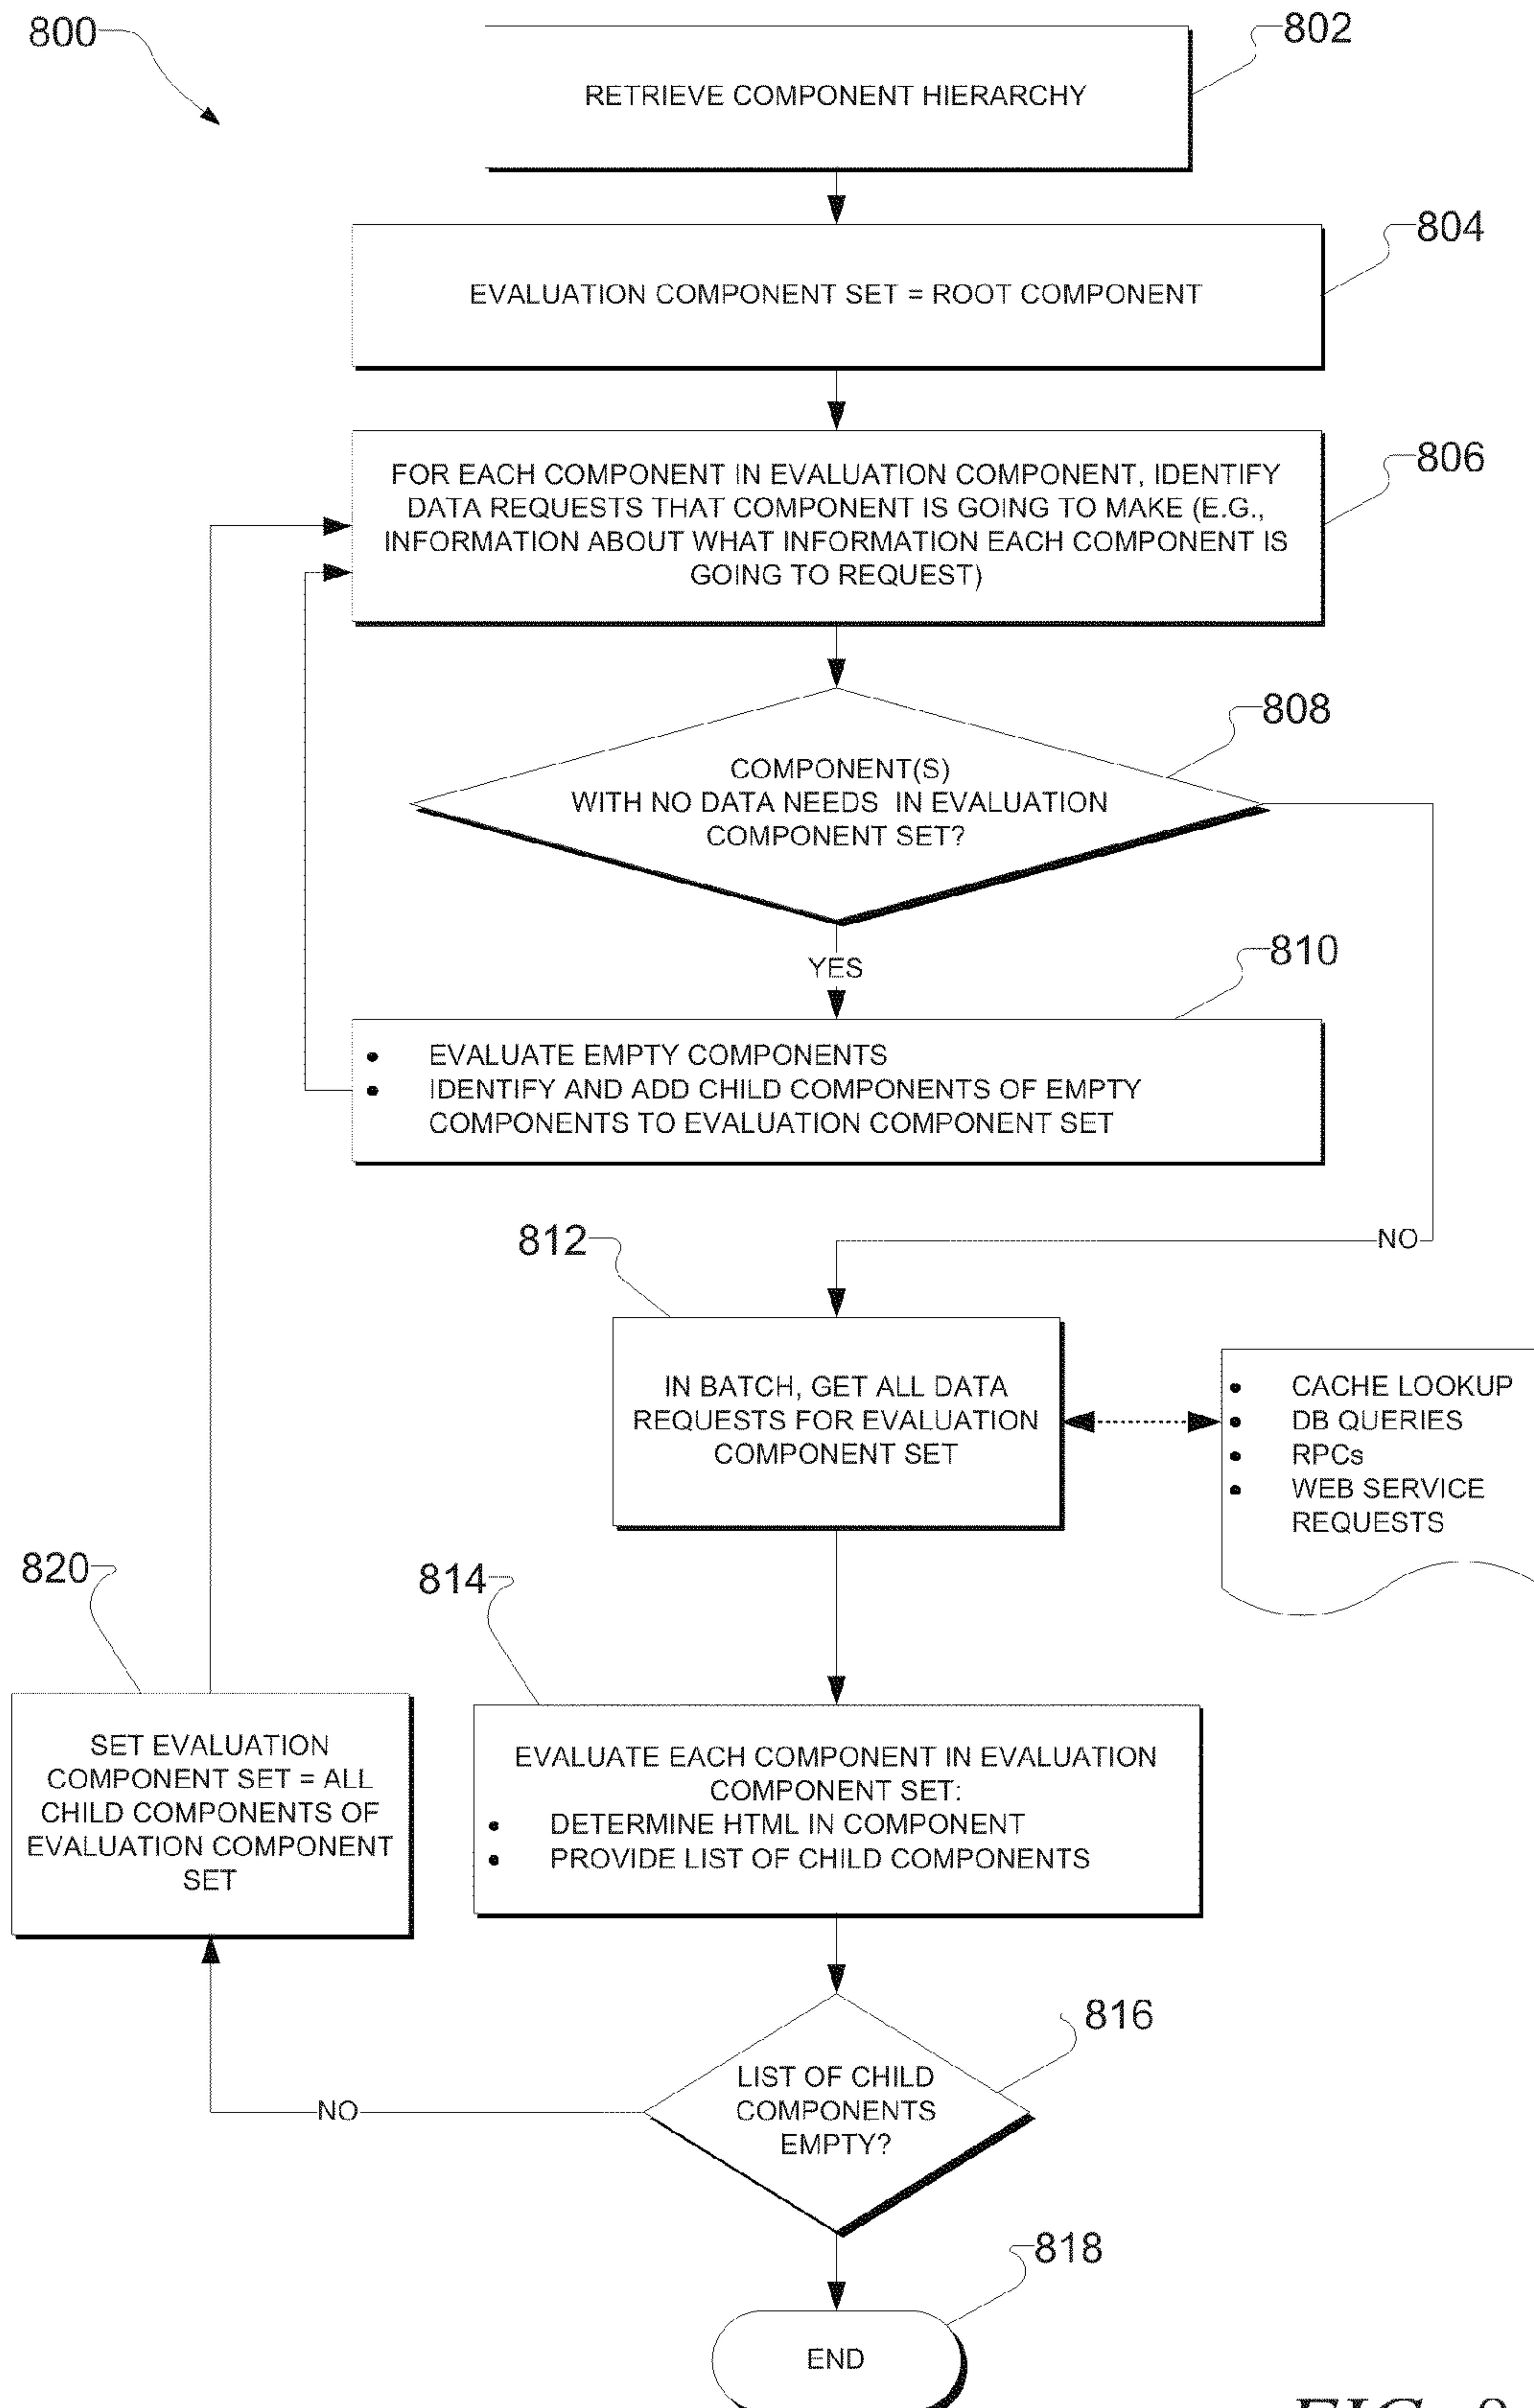 800
802
RETRIEVE COMPONENT HIERARCHY
804
EVALUATION COMPONENT SET = ROOT COMPONENT
806
FOR EACH COMPONENT IN EVALUATION COMPONENT, IDENTIFY
DATA REQUESTS THAT COMPONENT IS GOING TO MAKE (E.G.,
INFORMATION ABOUT WHAT INFORMATION EACH COMPONENT IS
GOING TO REQUEST)
808
COMPONENT(S)
WITH NO DATA NEEDS IN EVALUATION
COMPONENT SET?
YES
810
• EVALUATE EMPTY COMPONENTS
• IDENTIFY AND ADD CHILD COMPONENTS OF EMPTY
COMPONENTS TO EVALUATION COMPONENT SET
NO
812
IN BATCH, GET ALL DATA
REQUESTS FOR EVALUATION
COMPONENT SET
• CACHE LOOKUP
• DB QUERIES
• RPCs
• WEB SERVICE
REQUESTS
820
SET EVALUATION
COMPONENT SET = ALL
CHILD COMPONENTS OF
EVALUATION COMPONENT
SET
814
EVALUATE EACH COMPONENT IN EVALUATION
COMPONENT SET:
• DETERMINE HTML IN COMPONENT
• PROVIDE LIST OF CHILD COMPONENTS
816
LIST OF CHILD
COMPONENTS
EMPTY?
NO
818
END